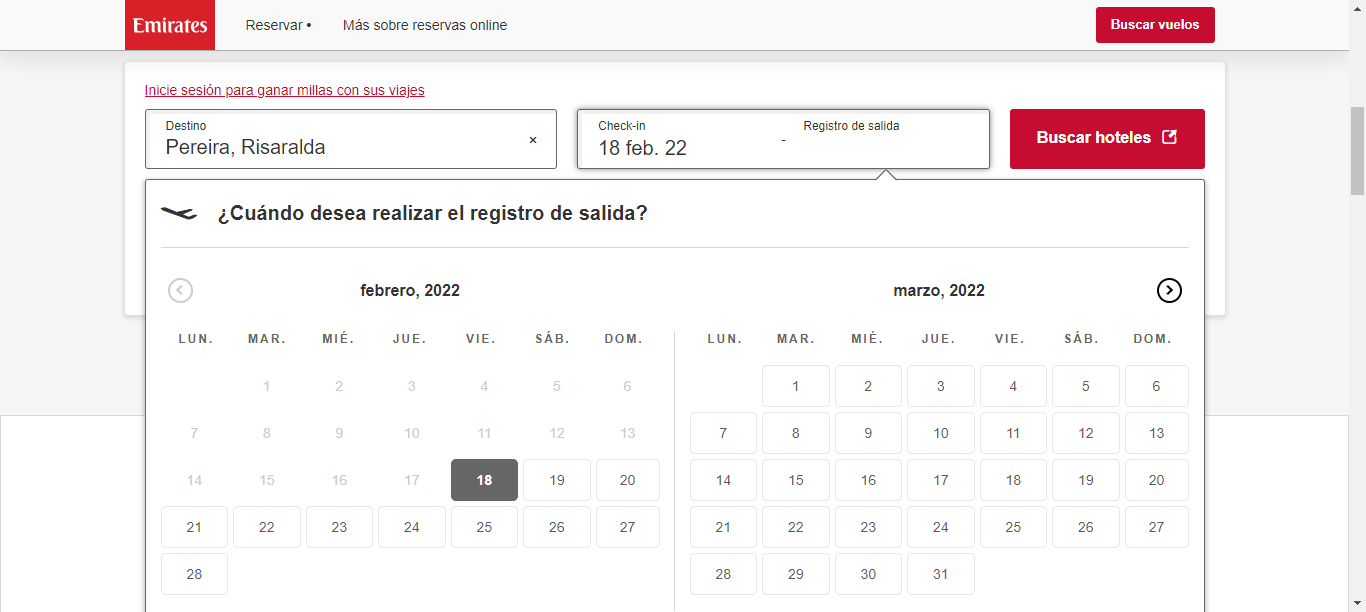 Emirates
Reservar •
Más sobre reservas online
Buscar vuelos
Inicie sesión para ganar millas con sus viajes
Destino
Pereira, Risaralda ×
Check-in
18 feb. 22
-
Registro de salida
Buscar hoteles
¿Cuándo desea realizar el registro de salida?
febrero, 2022
LUN. MAR. MIÉ. JUE. VIE. SÁB. DOM.
1 2 3 4 5 6
7 8 9 10 11 12 13
14 15 16 17 18 19 20
21 22 23 24 25 26 27
28
marzo, 2022
LUN. MAR. MIÉ. JUE. VIE. SÁB. DOM.
1 2 3 4 5 6
7 8 9 10 11 12 13
14 15 16 17 18 19 20
21 22 23 24 25 26 27
28 29 30 31